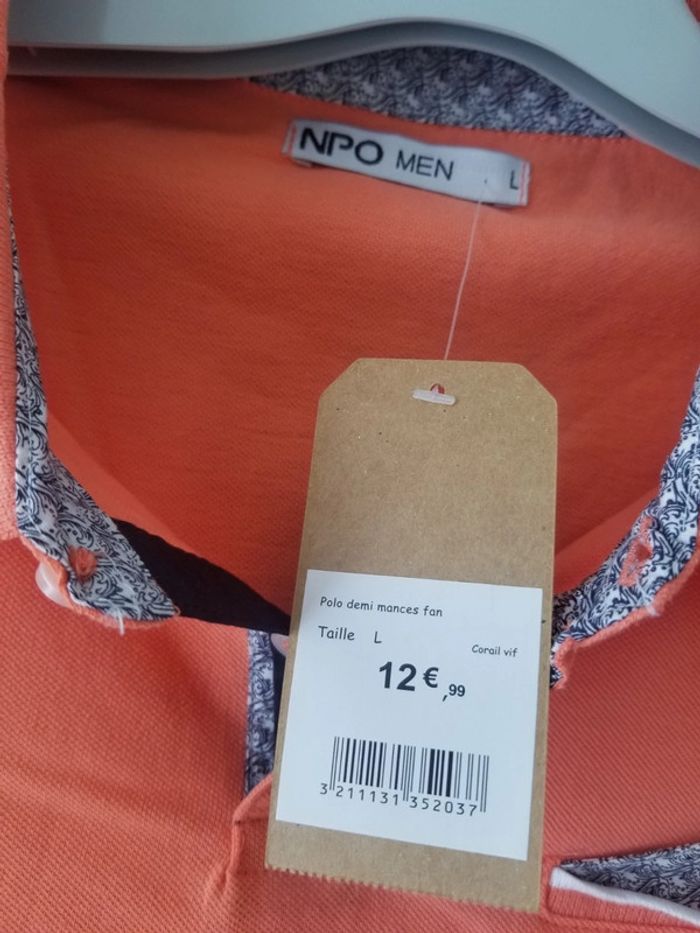 NPO MEN L
Polo demi mances fan
Taille L
Corail vif
12€,99
3 211131 352037